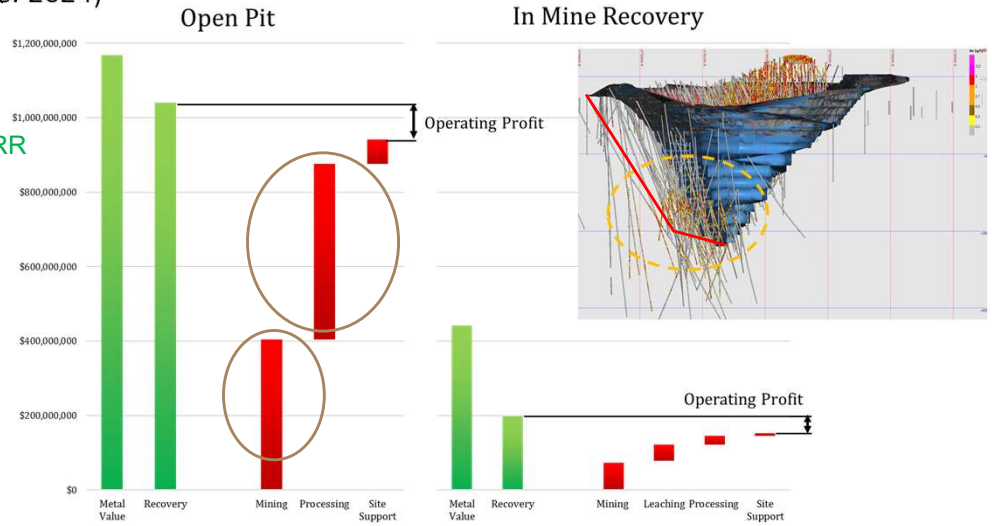 2024)
Open Pit
In Mine Recovery
$1,200,000,000
$1,000,000,000
$800,000,000
$600,000,000
$400,000,000
$200,000,000
$0
RR
Operating Profit
Operating Profit
Metal
Value
Recovery
Mining
Processing
Site
Support
Metal
Value
Recovery
Mining
Leaching
Processing
Site
Support